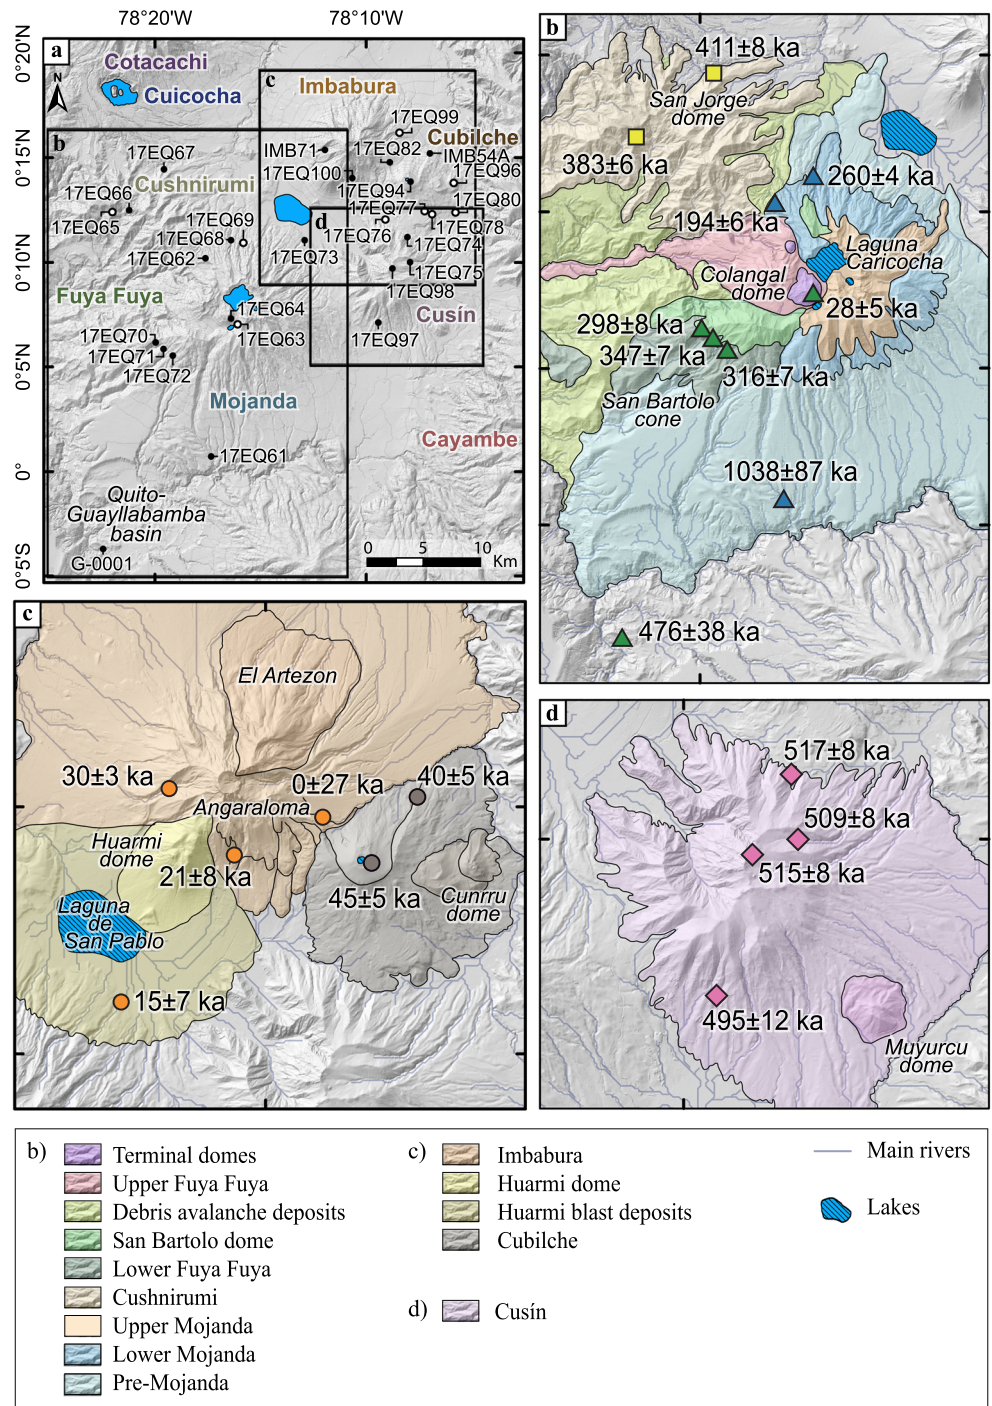 78°20'W
78°10'W
0°20'N
0°15'N
0°10'N
0°5'N
0°
0°5'S
a
N
Cotacachi
Cuicocha
c
Imbabura
17EQ99
Cubilche
b
17EQ67
IMB71
17EQ82
IMB54A
17EQ100
17EQ96
Cushnirumi
17EQ94
17EQ66
17EQ77
17EQ80
17EQ65
17EQ69
d
17EQ68
17EQ76
17EQ78
17EQ74
17EQ62
17EQ73
17EQ75
17EQ98
Fuya Fuya
17EQ64
Cusín
17EQ70
17EQ63
17EQ97
17EQ71
17EQ72
Mojanda
Cayambe
17EQ61
Quito-
Guayllabamba
basin
G-0001
0 5 10
Km
b
411±8 ka
San Jorge
dome
383±6 ka
260±4 ka
194±6 ka
Laguna
Caricocha
Colangal
dome
28±5 ka
298±8 ka
347±7 ka
316±7 ka
San Bartolo
cone
1038±87 ka
476±38 ka
c
El Artezon
30±3 ka
0±27 ka
40±5 ka
Angaraloma
Huarmi
dome
21±8 ka
45±5 ka
Cunrru
dome
Laguna
de
San Pablo
15±7 ka
d
517±8 ka
509±8 ka
515±8 ka
495±12 ka
Muyurcu
dome
b)
Terminal domes
Upper Fuya Fuya
Debris avalanche deposits
San Bartolo dome
Lower Fuya Fuya
Cushnirumi
Upper Mojanda
Lower Mojanda
Pre-Mojanda
c)
Imbabura
Huarmi dome
Huarmi blast deposits
Cubilche
d)
Cusín
Main rivers
Lakes